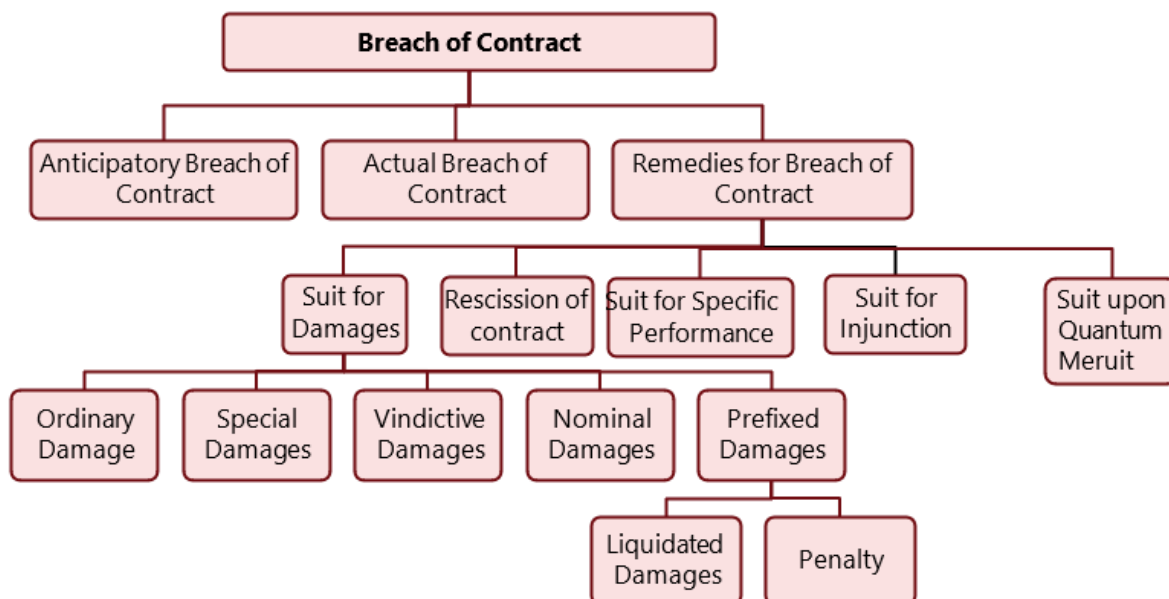 Breach of Contract
Anticipatory Breach of
Contract
Actual Breach of
Contract
Remedies for Breach of
Contract
Suit for
Damages
Rescission of
contract
Suit for Specific
Performance
Suit for
Injunction
Suit upon
Quantum
Meruit
Ordinary
Damage
Special
Damages
Vindictive
Damages
Nominal
Damages
Prefixed
Damages
Liquidated
Damages
Penalty